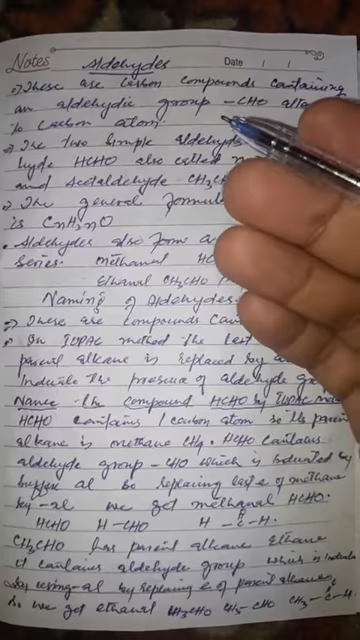 Notes Aldehydes Date / /
These are carbon compounds containing
an aldehydic group -CHO atta
to carbon atom.
The two simple aldehyds
hyde HCHO also called m
and Acetaldehyde CH3CH
The general formula
is CnH2nO
Aldehydes also form a
series. methanal HC
Ethanal CH3CHO
Naming of Aldehydes-
These are compounds
In IUPAC method the last
parent alkane is replaced by
Indicate the presence of aldehyde
Name the compound HCHO by IUPAC
HCHO contains 1 carbon atom so its parent
alkane is methane CH4. HCHO contains
aldehyde group -CHO which is indicated by
al so replacing last e of methane
by -al we get methanal HCHO.
HCHO H-CHO H-C-H.
CH3CHO has parent alkane Ethane
it contains aldehyde group which is
using-al by replacing e of parent alkane,
So we get ethanal CH3CHO CH3-CHO CH3-C-H